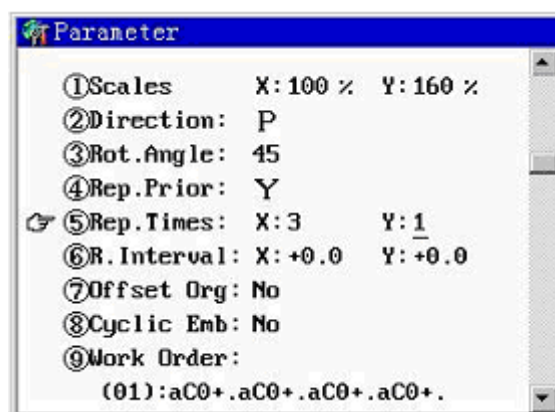 Parameter
①Scales X:100 % Y:160 %
②Direction: P
③Rot.Angle: 45
④Rep.Prior: Y
⑤Rep.Times: X:3 Y:1
⑥R.Interval: X:+0.0 Y:+0.0
⑦Offset Org: No
⑧Cyclic Emb: No
⑨Work Order:
(01):aC0+.aC0+.aC0+.aC0+.